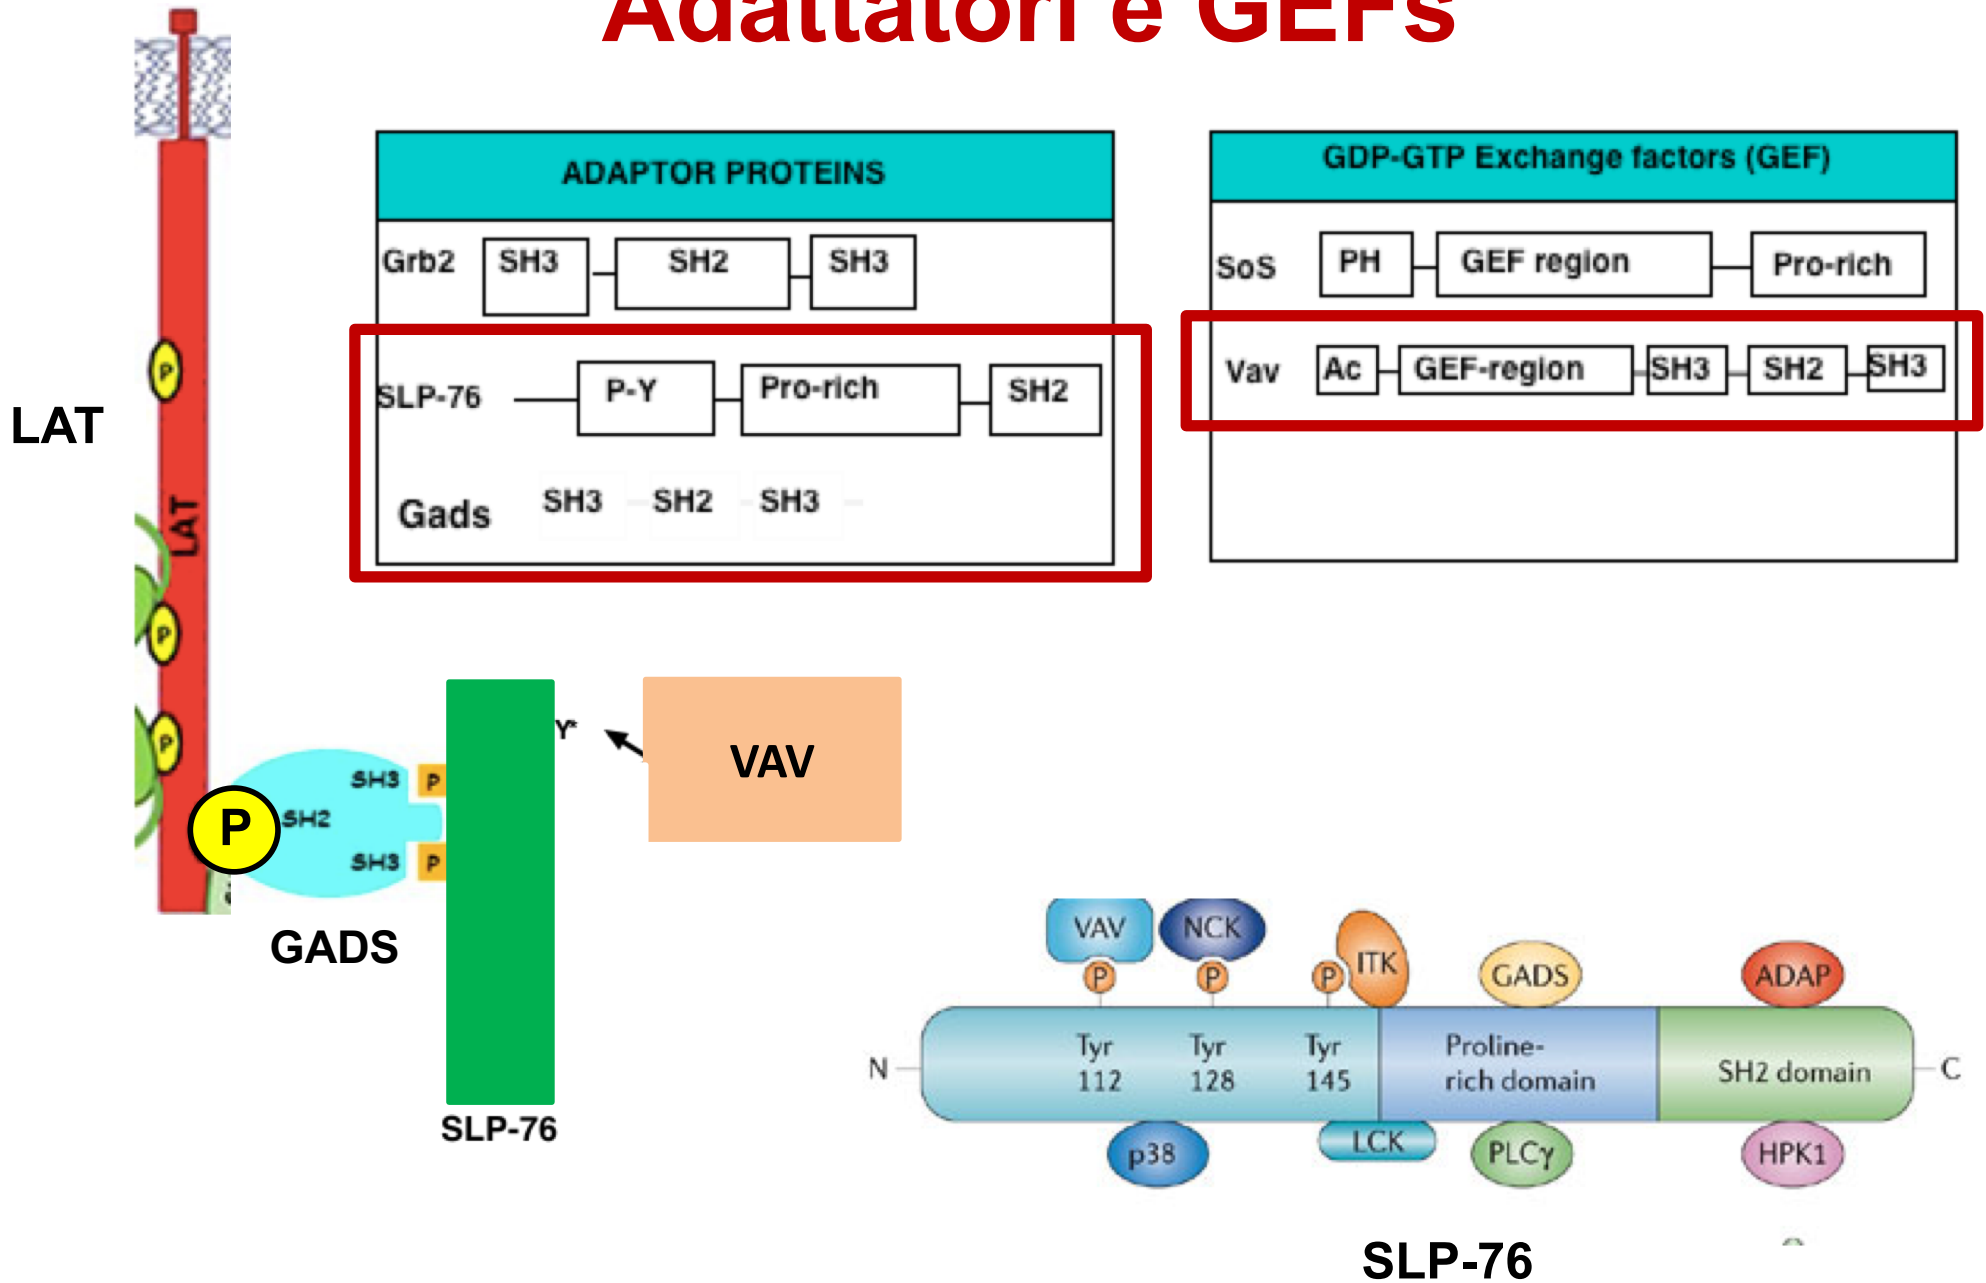 Adattatori e GEFs
ADAPTOR PROTEINS
Grb2 SH3 SH2 SH3
SLP-76 P-Y Pro-rich SH2
Gads SH3 SH2 SH3
GDP-GTP Exchange factors (GEF)
SoS PH GEF region Pro-rich
Vav Ac GEF-region SH3 SH2 SH3
LAT
LAT
P
P
P
P
SH3
SH2
SH3
P
P
GADS
Y*
VAV
SLP-76
VAV NCK ITK GADS ADAP
P P P
N
Tyr
112
Tyr
128
Tyr
145
Proline-
rich domain
SH2 domain
C
p38 LCK PLCγ HPK1
SLP-76